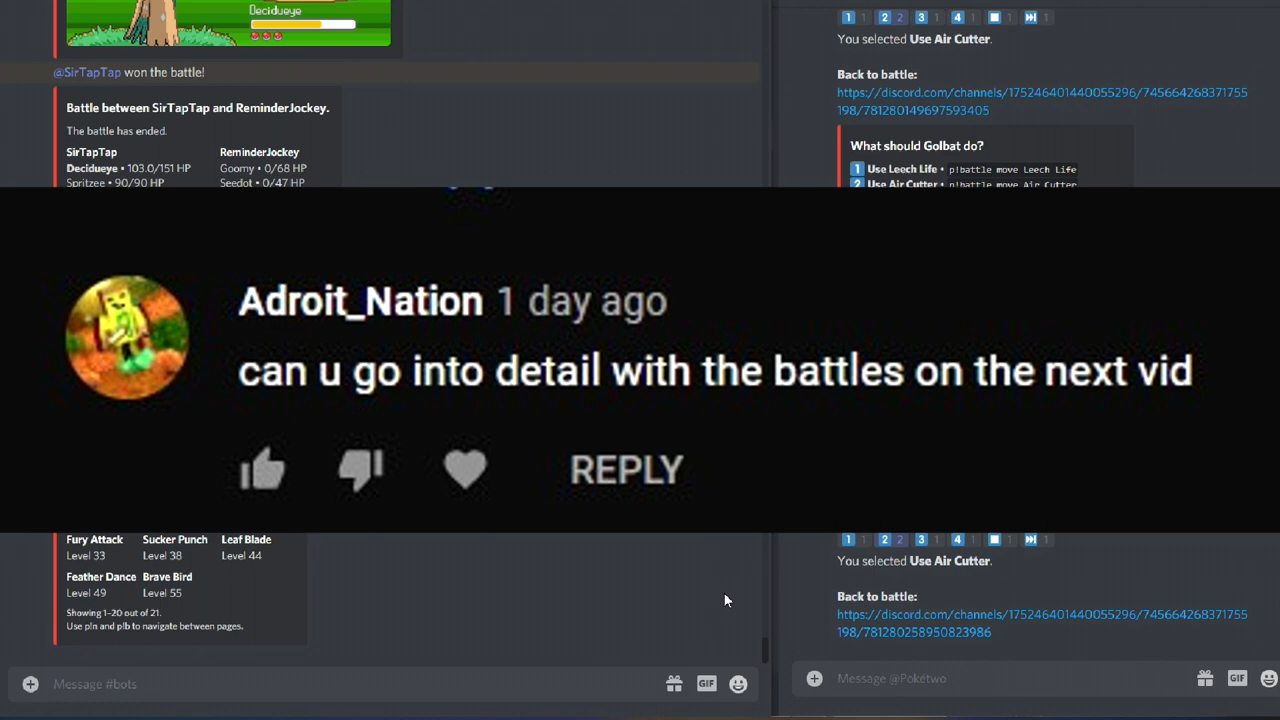 Decidueye
@SirTapTap won the battle!
Battle between SirTapTap and ReminderJockey.
The battle has ended.
SirTapTap
ReminderJockey
Decidueye • 103.0/151 HP
Goomy • 0/68 HP
Spritzee • 90/90 HP
Seedot • 0/47 HP
1 1 2 2 3 1 4 1 1 1
You selected Use Air Cutter.
Back to battle:
https://discord.com/channels/175246401440055296/745664268371755
198/781280149697593405
What should Golbat do?
1 Use Leech Life • p!battle move Leech Life
2 Use Air Cutter • p!battle move Air Cutter
Adroit_Nation 1 day ago
can u go into detail with the battles on the next vid
REPLY
Fury Attack Sucker Punch Leaf Blade
Level 33 Level 38 Level 44
Feather Dance Brave Bird
Level 49 Level 55
Showing 1–20 out of 21.
Use p!n and p!b to navigate between pages.
Message #bots
GIF
1 1 2 2 3 1 4 1 1 1
You selected Use Air Cutter.
Back to battle:
https://discord.com/channels/175246401440055296/745664268371755
198/781280258950823986
Message @Pokétwo
GIF